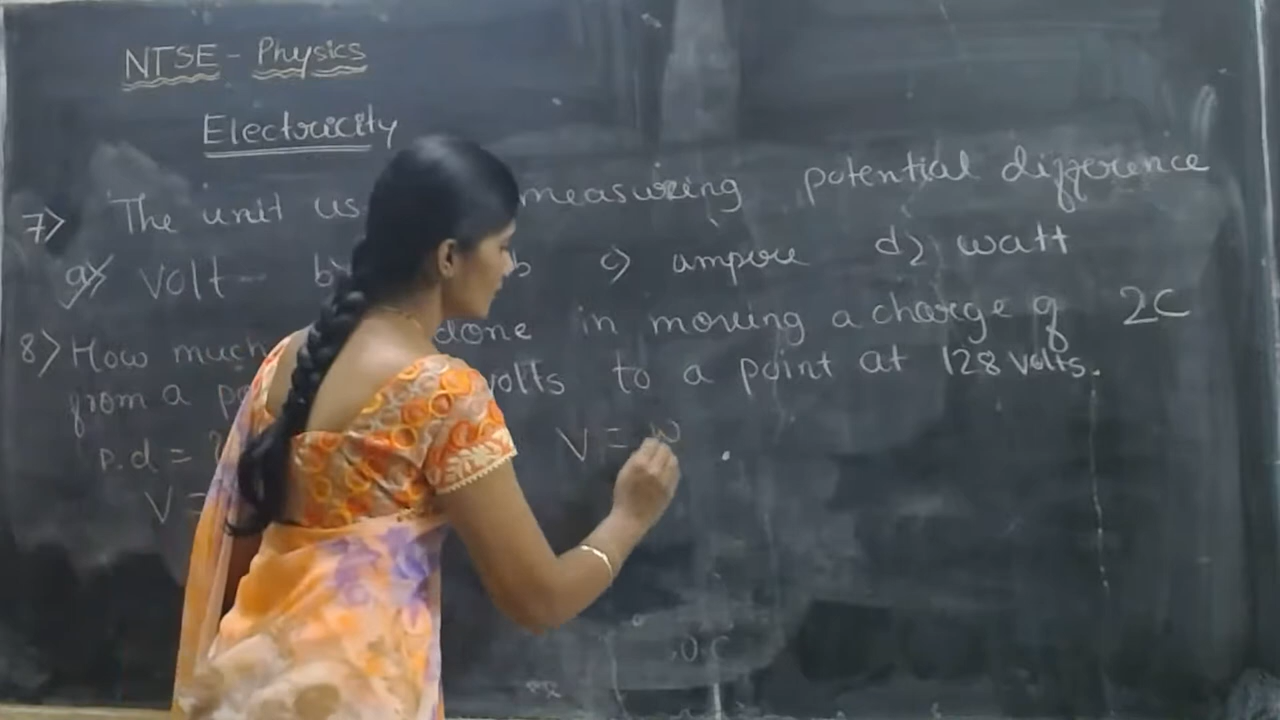 NTSE - Physics
Electricity
7> The unit us measuring potential difference
a) volt b) b c) ampere d) watt
8> How much done in moving a charge of 2C
from a po volts to a point at 128 volts.
p.d = V = w
V =